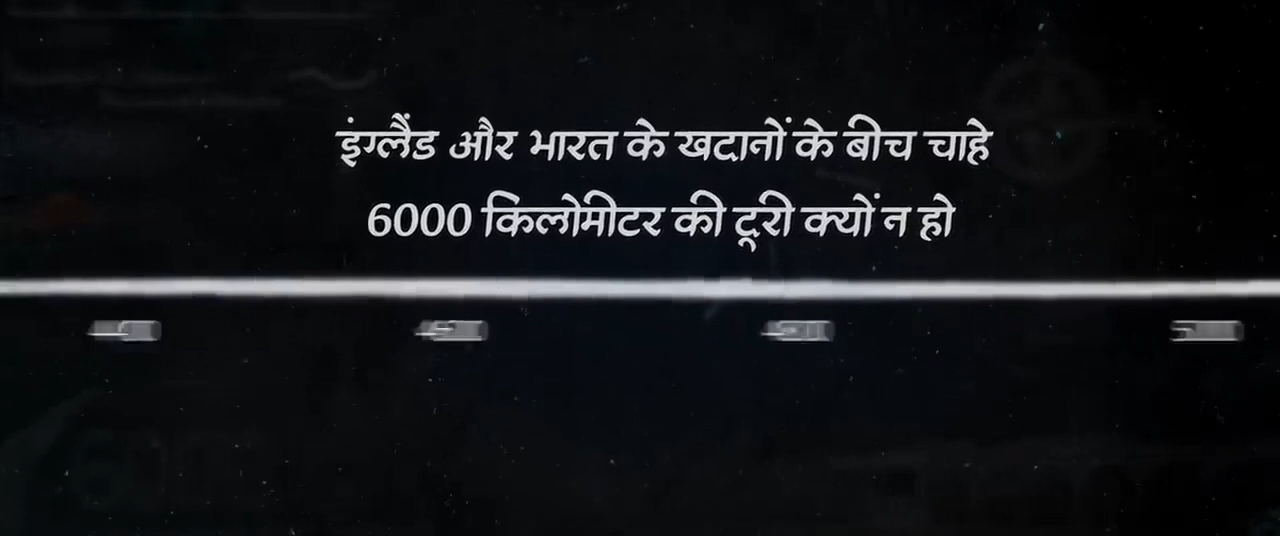 इंग्लैंड और भारत के खदानों के बीच चाहे
6000 किलोमीटर की दूरी क्यों न हो